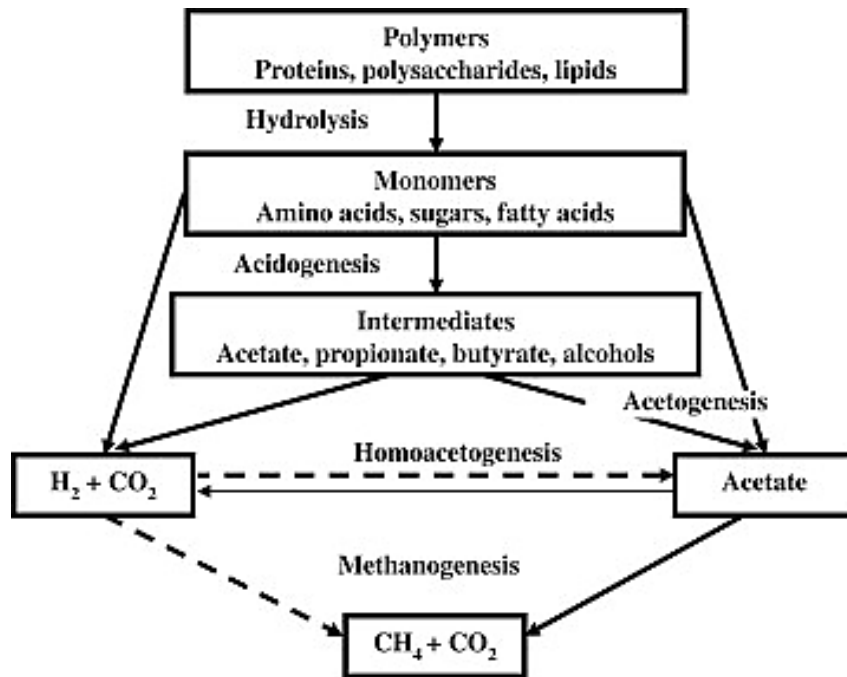 Polymers
Proteins, polysaccharides, lipids
Hydrolysis
Monomers
Amino acids, sugars, fatty acids
Acidogenesis
Intermediates
Acetate, propionate, butyrate, alcohols
Acetogenesis
Homoacetogenesis
H₂ + CO₂
Acetate
Methanogenesis
CH₄ + CO₂